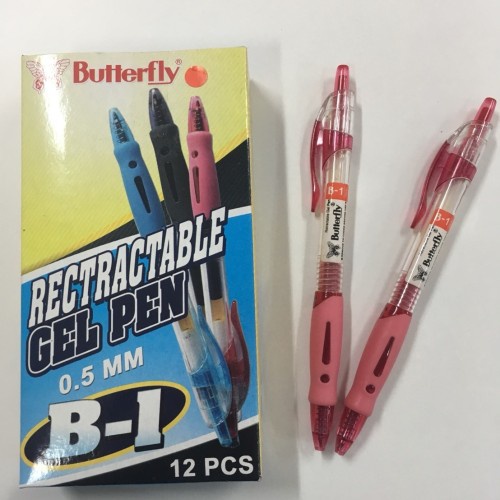 Butterfly
RECTRACTABLE
GEL PEN
0.5 MM
B-1
12 PCS
B-1
Butterfly
B-1
Butterfly